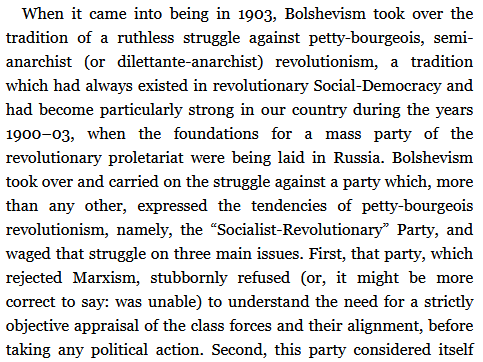 When it came into being in 1903, Bolshevism took over the
tradition of a ruthless struggle against petty-bourgeois, semi-
anarchist (or dilettante-anarchist) revolutionism, a tradition
which had always existed in revolutionary Social-Democracy and
had become particularly strong in our country during the years
1900–03, when the foundations for a mass party of the
revolutionary proletariat were being laid in Russia. Bolshevism
took over and carried on the struggle against a party which, more
than any other, expressed the tendencies of petty-bourgeois
revolutionism, namely, the “Socialist-Revolutionary” Party, and
waged that struggle on three main issues. First, that party, which
rejected Marxism, stubbornly refused (or, it might be more
correct to say: was unable) to understand the need for a strictly
objective appraisal of the class forces and their alignment, before
taking any political action. Second, this party considered itself